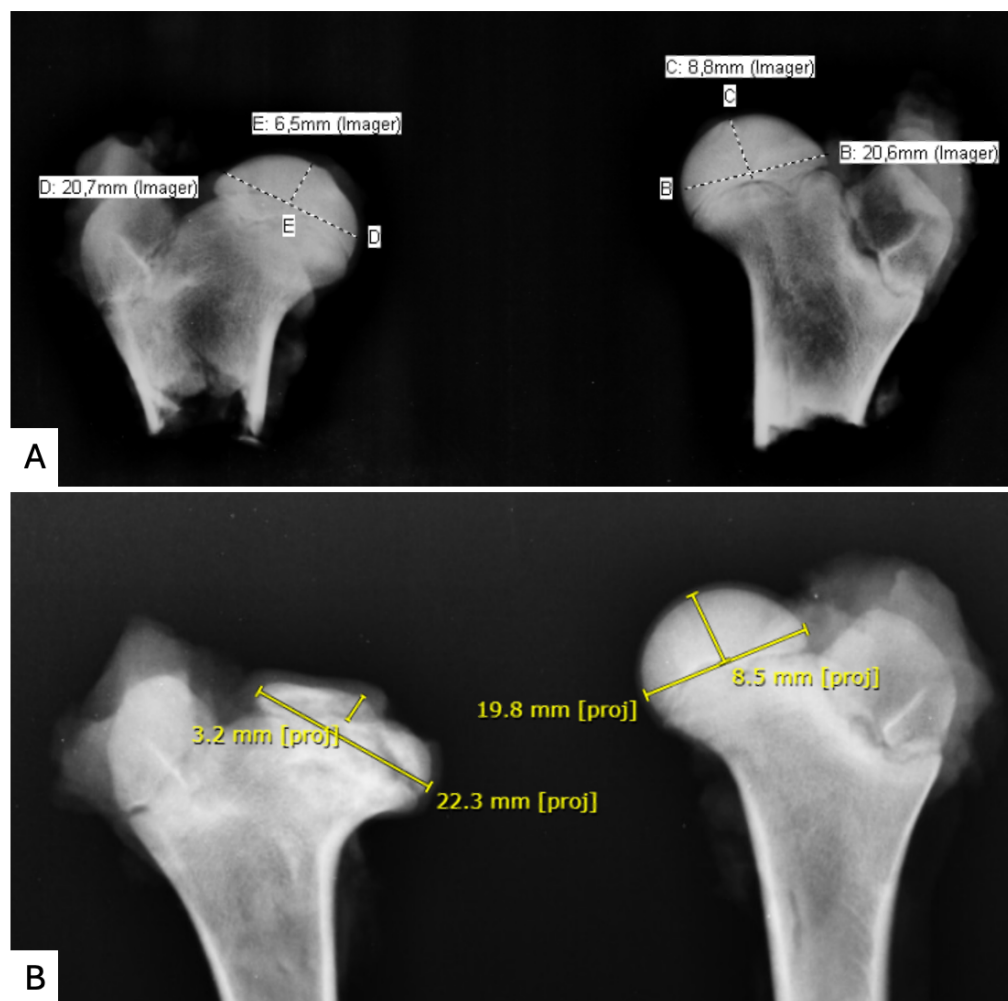 C: 8,8mm (Imager)
C
E: 6,5mm (Imager)
B: 20,6mm (Imager)
D: 20,7mm (Imager)
B
E
D
A
8.5 mm [proj]
19.8 mm [proj]
3.2 mm [proj]
22.3 mm [proj]
B